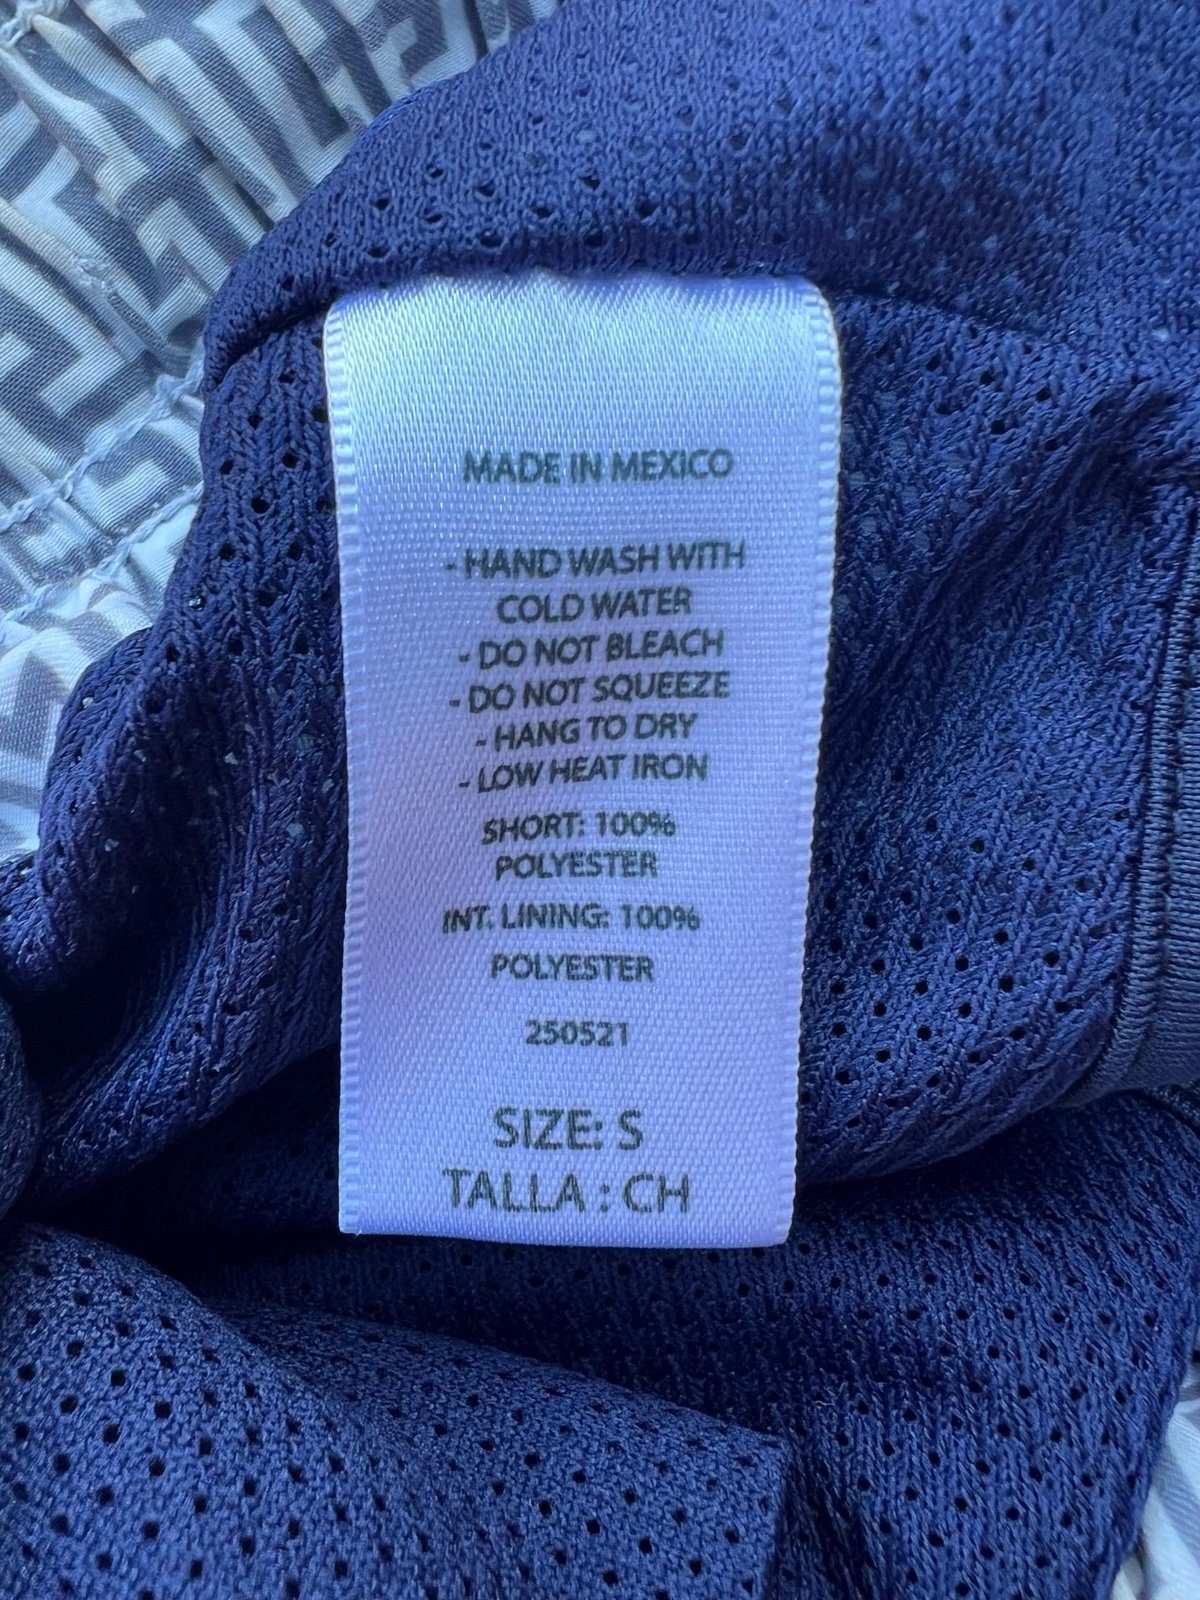 MADE IN MEXICO
- HAND WASH WITH
COLD WATER
- DO NOT BLEACH
- DO NOT SQUEEZE
- HANG TO DRY
- LOW HEAT IRON
SHORT: 100%
POLYESTER
INT. LINING: 100%
POLYESTER
250521
SIZE: S
TALLA : CH